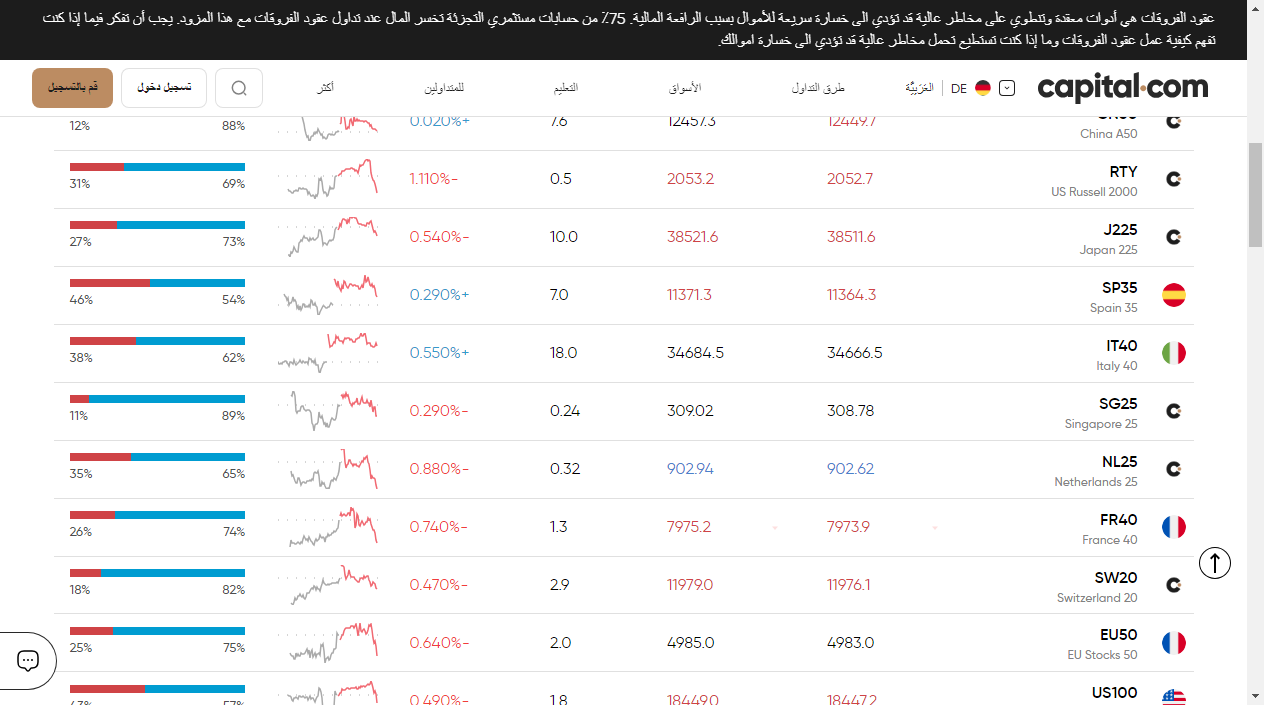 عقود الفروقات هي أدوات معقدة وتنطوي على مخاطر عالية قد تؤدي الى خسارة سريعة للأموال بسبب الرافعة المالية. 75٪ من حسابات مستثمري التجزئة تخسر المال عند تداول عقود الفروقات مع هذا المزود. يجب أن تفكر فيما إذا كنت
تفهم كيفية عمل عقود الفروقات وما إذا كنت تستطيع تحمل مخاطر عالية قد تؤدي الى خسارة اموالك.
capital.com DE العَرَبِيَّة طرق التداول الأسواق التعليم للمتداولين أكثر تسجيل دخول قم بالتسجيل
12449.7 12457.3 7.6 0.020%+ 88% 12%
China A50
RTY 2052.7 2053.2 0.5 1.110%- 69% 31%
US Russell 2000
J225 38511.6 38521.6 10.0 0.540%- 73% 27%
Japan 225
SP35 11364.3 11371.3 7.0 0.290%+ 54% 46%
Spain 35
IT40 34666.5 34684.5 18.0 0.550%+ 62% 38%
Italy 40
SG25 308.78 309.02 0.24 0.290%- 89% 11%
Singapore 25
NL25 902.62 902.94 0.32 0.880%- 65% 35%
Netherlands 25
FR40 7973.9 7975.2 1.3 0.740%- 74% 26%
France 40
SW20 11976.1 11979.0 2.9 0.470%- 82% 18%
Switzerland 20
EU50 4983.0 4985.0 2.0 0.640%- 75% 25%
EU Stocks 50
US100 18447.2 18449.0 1.8 0.490%- 57% 43%